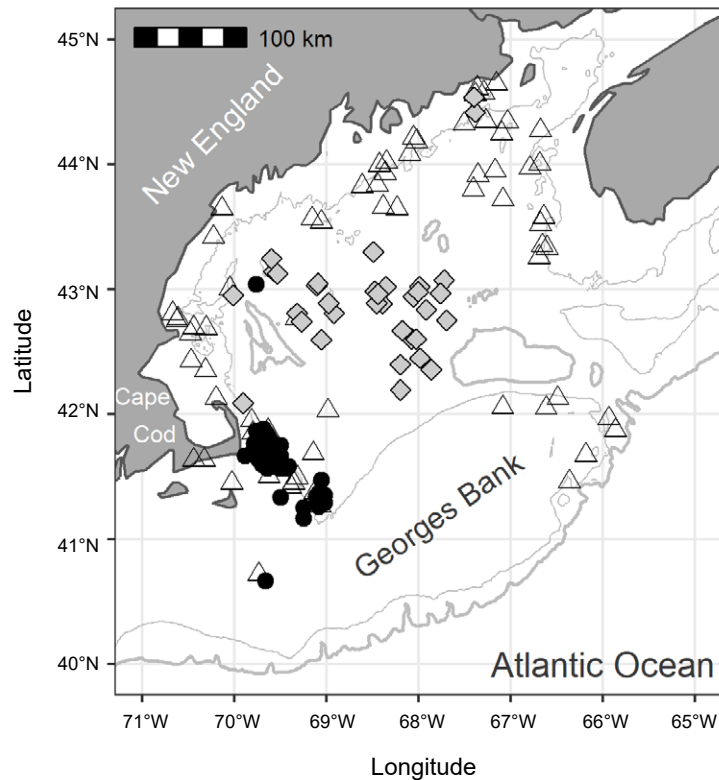 45°N
100 km
New England
44°N
43°N
Latitude
42°N
Cape
Cod
41°N
Georges Bank
40°N
Atlantic Ocean
71°W 70°W 69°W 68°W 67°W 66°W 65°W
Longitude